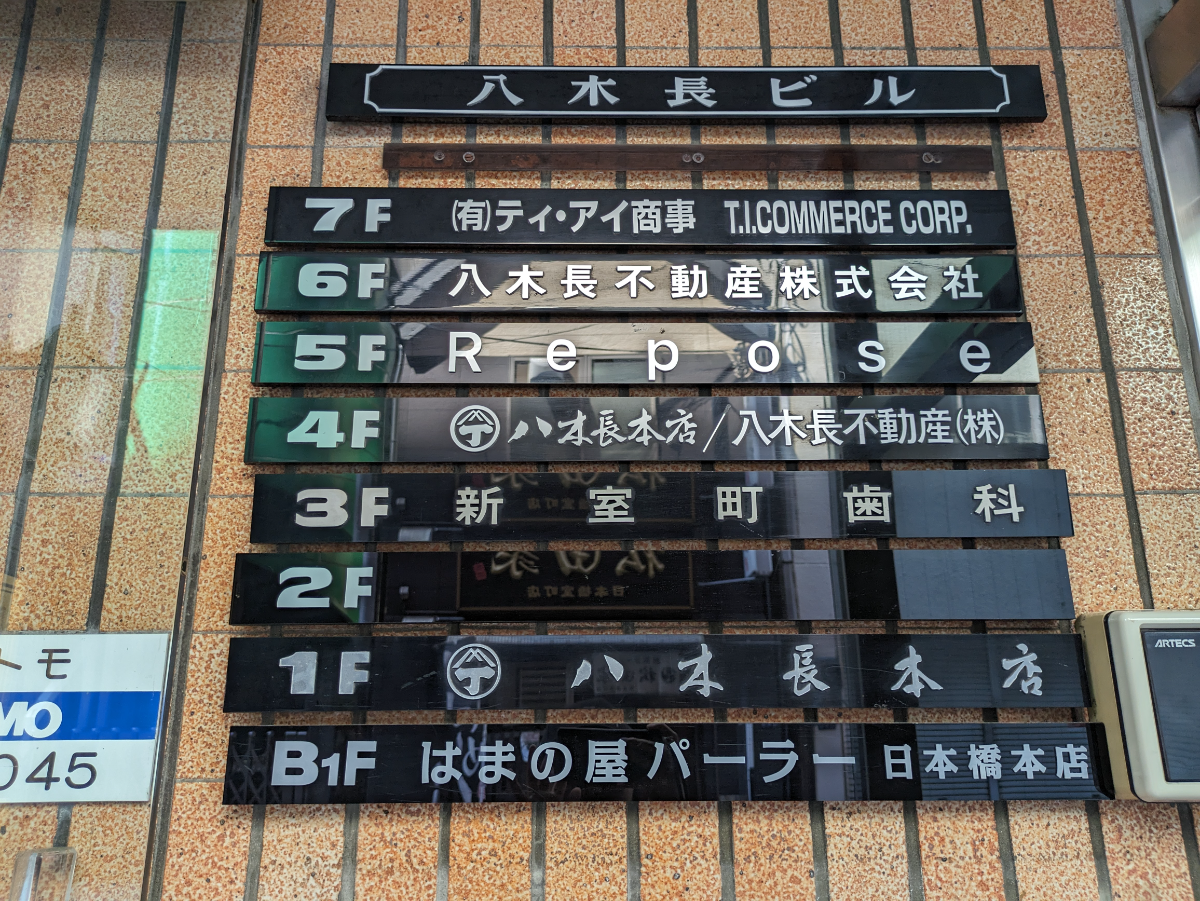 八木長ビル
7F ㈲ティ・アイ商事 T.I.COMMERCE CORP.
6F 八木長不動産株式会社
5F Repose
4F 八木長本店/八木長不動産㈱
3F 新室町歯科
2F
1F 八木長本店
B1F はまの屋パーラー 日本橋本店
トモ
MO
045
ARTECS